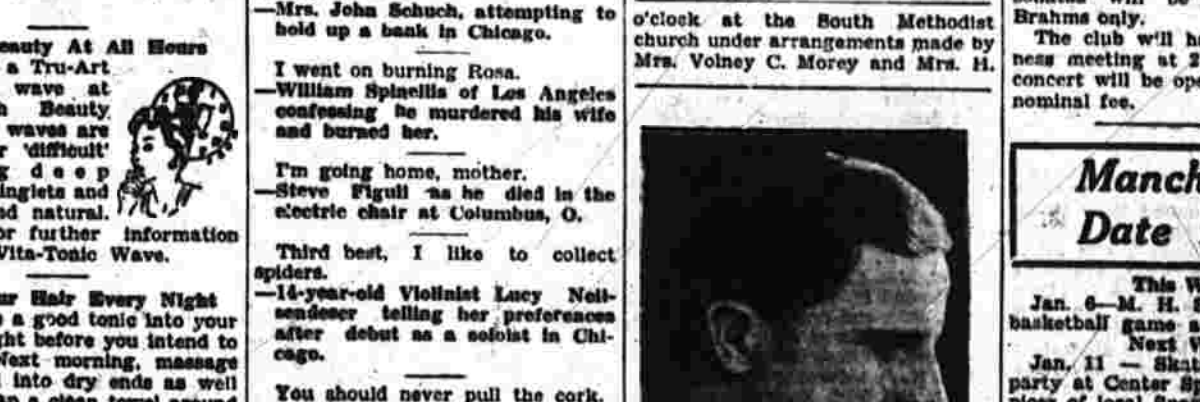 eauty At All Hours
a Tru-Art
wave at
Beauty
waves are
'difficult'
deep
inglets and
natural.
or further information
Vita-Tonic Wave.
ur Hair Every Night
a good tonic into your
ght before you intend to
Next morning, massage
into dry ends as well
—Mrs. John Schuch, attempting to
hold up a bank in Chicago.
I went on burning Rosa.
—William Spinellis of Los Angeles
confessing he murdered his wife
and burned her.
I'm going home, mother.
—Steve Figuli as he died in the
electric chair at Columbus, O.
Third best, I like to collect
spiders.
—14-year-old Violinist Lucy Neil-
sendeer telling her preferences
after debut as a soloist in Chi-
cago.
You should never pull the cork.
o'clock at the South Methodist
church under arrangements made by
Mrs. Volney C. Morey and Mrs. H.
Brahms only.
The club w'll
ness meeting at 2
concert will be op
nominal fee.
Manch
Date
This W
Jan. 6—M. H.
basketball game
Next W
Jan. 11 — Skat
party at Center Sp